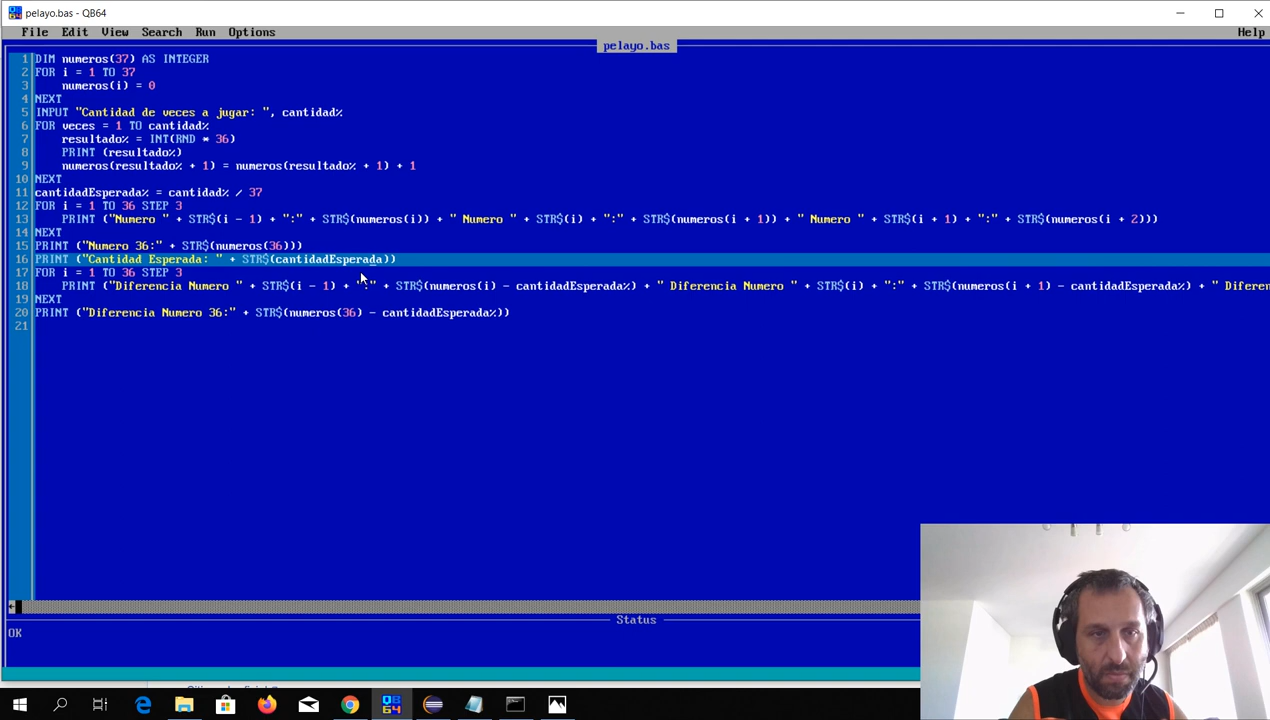 pelayo.bas - QB64
File Edit View Search Run Options Help
pelayo.bas
1 DIM numeros(37) AS INTEGER
2 FOR i = 1 TO 37
3 numeros(i) = 0
4 NEXT
5 INPUT "Cantidad de veces a jugar: ", cantidad%
6 FOR veces = 1 TO cantidad%
7 resultado% = INT(RND * 36)
8 PRINT (resultado%)
9 numeros(resultado% + 1) = numeros(resultado% + 1) + 1
10 NEXT
11 cantidadEsperada% = cantidad% / 37
12 FOR i = 1 TO 36 STEP 3
13 PRINT ("Numero " + STR$(i - 1) + ":" + STR$(numeros(i)) + " Numero " + STR$(i) + ":" + STR$(numeros(i + 1)) + " Numero " + STR$(i + 1) + ":" + STR$(numeros(i + 2)))
14 NEXT
15 PRINT ("Numero 36:" + STR$(numeros(36)))
16 PRINT ("Cantidad Esperada: " + STR$(cantidadEsperada))
17 FOR i = 1 TO 36 STEP 3
18 PRINT ("Diferencia Numero " + STR$(i - 1) + ":" + STR$(numeros(i) - cantidadEsperada%) + " Diferencia Numero " + STR$(i) + ":" + STR$(numeros(i + 1) - cantidadEsperada%) + " Diferen
19 NEXT
20 PRINT ("Diferencia Numero 36:" + STR$(numeros(36) - cantidadEsperada%))
21
Status
OK